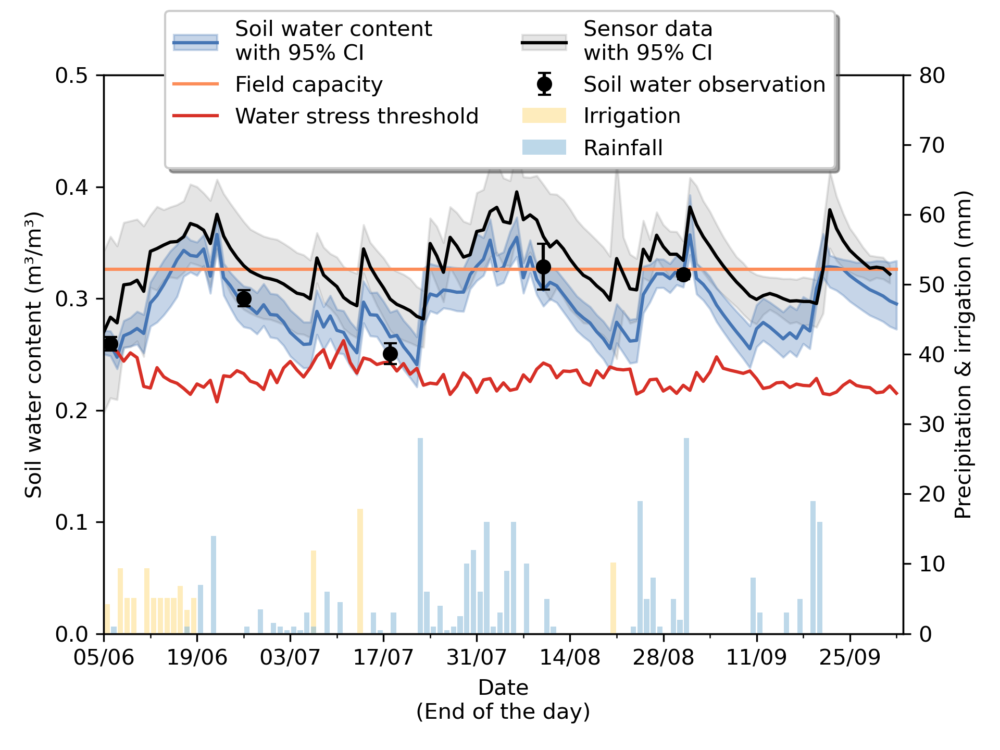 Soil water content
with 95% CI
Field capacity
Water stress threshold
Sensor data
with 95% CI
Soil water observation
Irrigation
Rainfall
0.5
0.4
0.3
0.2
0.1
0.0
Soil water content (m³/m³)
80
70
60
50
40
30
20
10
0
Precipitation & irrigation (mm)
05/06
19/06
03/07
17/07
31/07
14/08
28/08
11/09
25/09
Date
(End of the day)